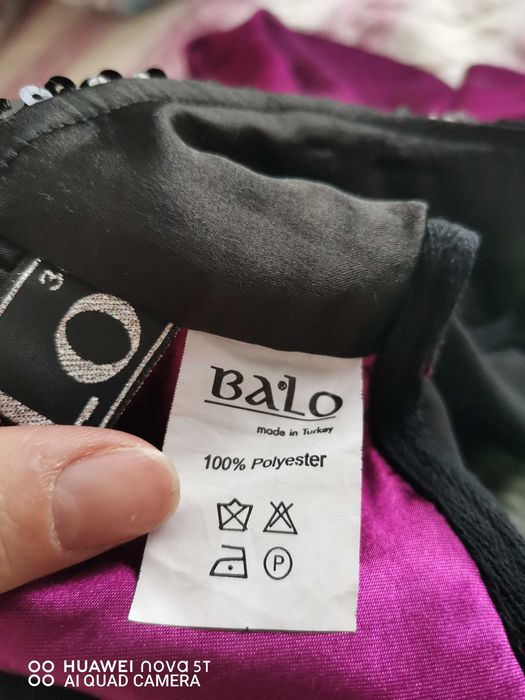 BALO
made in Turkey
100% Polyester
P
HUAWEI nova 5T
AI QUAD CAMERA